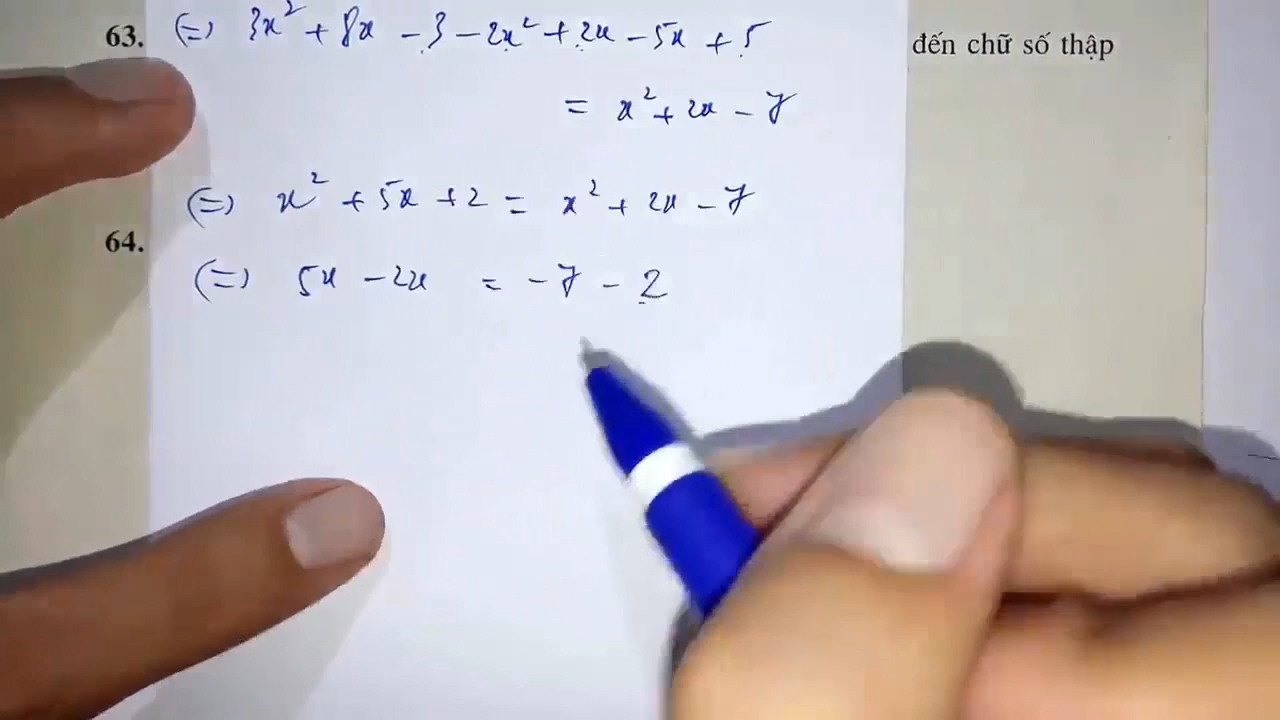 63. (=) 3x² + 8x - 3 - 2x² + 2x - 5x + 5
đến chữ số thập
= x² + 2x - 7
(=) x² + 5x + 2 = x² + 2x - 7
64.
(=) 5x - 2x = -7 - 2